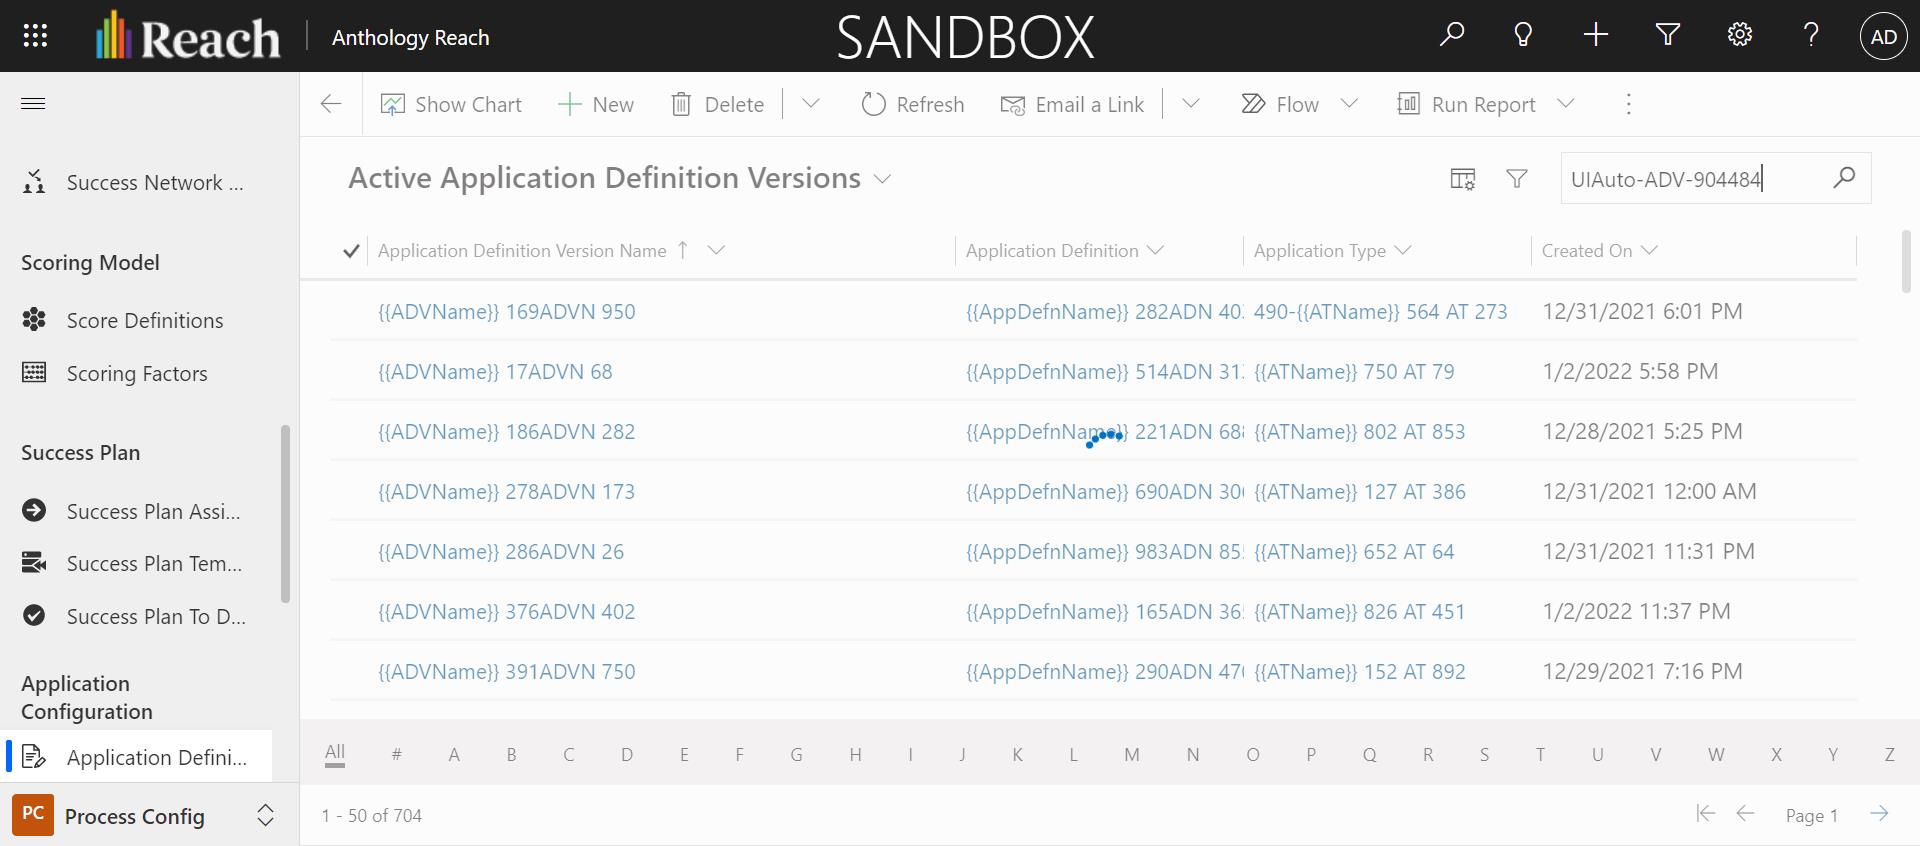 Reach
Anthology Reach
SANDBOX
AD
Show Chart
New
Delete
Refresh
Email a Link
Flow
Run Report
Success Network ...
Scoring Model
Score Definitions
Scoring Factors
Success Plan
Success Plan Assi...
Success Plan Tem...
Success Plan To D...
Application
Configuration
Application Defini...
PC Process Config
Active Application Definition Versions
UIAuto-ADV-904484
Application Definition Version Name Application Definition Application Type Created On
{{ADVName}} 169ADVN 950 {{AppDefnName}} 282ADN 40 490-{{ATName}} 564 AT 273 12/31/2021 6:01 PM
{{ADVName}} 17ADVN 68 {{AppDefnName}} 514ADN 31 {{ATName}} 750 AT 79 1/2/2022 5:58 PM
{{ADVName}} 186ADVN 282 {{AppDefnName}} 221ADN 68 {{ATName}} 802 AT 853 12/28/2021 5:25 PM
{{ADVName}} 278ADVN 173 {{AppDefnName}} 690ADN 30 {{ATName}} 127 AT 386 12/31/2021 12:00 AM
{{ADVName}} 286ADVN 26 {{AppDefnName}} 983ADN 85 {{ATName}} 652 AT 64 12/31/2021 11:31 PM
{{ADVName}} 376ADVN 402 {{AppDefnName}} 165ADN 36 {{ATName}} 826 AT 451 1/2/2022 11:37 PM
{{ADVName}} 391ADVN 750 {{AppDefnName}} 290ADN 47 {{ATName}} 152 AT 892 12/29/2021 7:16 PM
All # A B C D E F G H I J K L M N O P Q R S T U V W X Y Z
1 - 50 of 704
Page 1